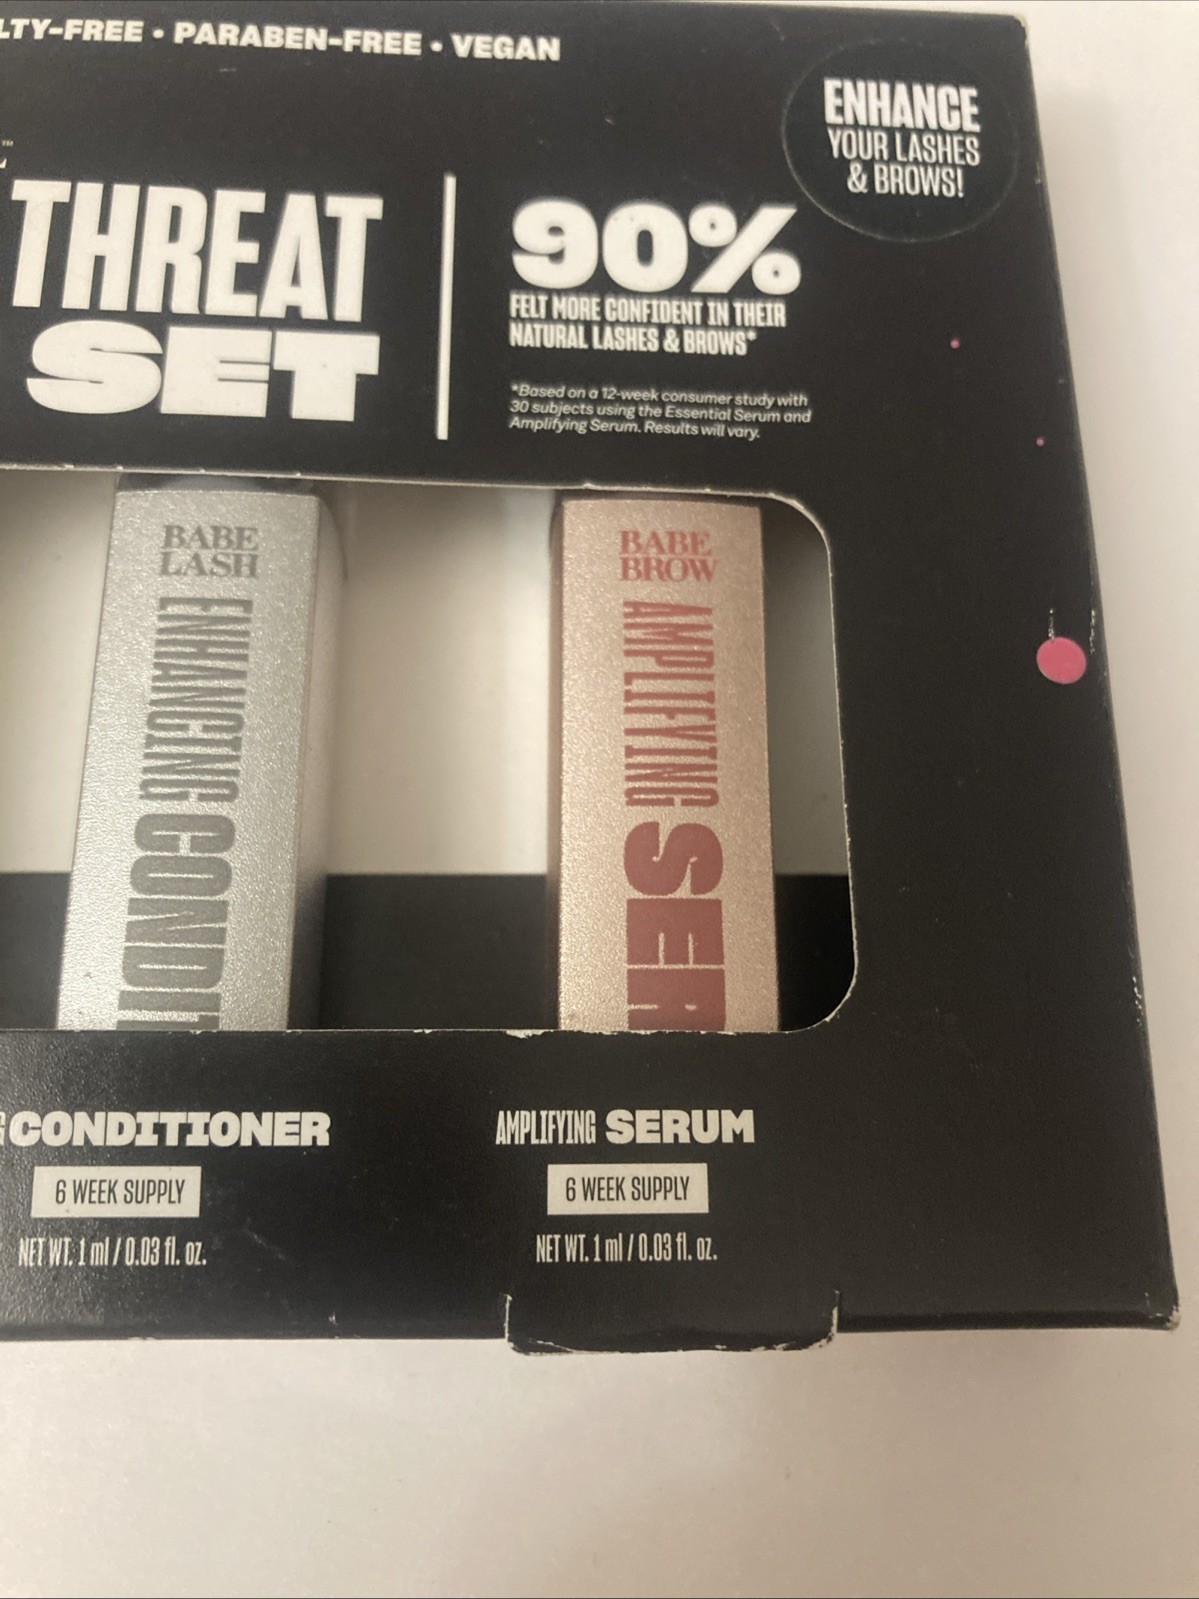 LTY-FREE • PARABEN-FREE • VEGAN
ENHANCE
YOUR LASHES
& BROWS!
™
THREAT
SET
90%
FELT MORE CONFIDENT IN THEIR
NATURAL LASHES & BROWS*
*Based on a 12-week consumer study with
30 subjects using the Essential Serum and
Amplifying Serum. Results will vary.
BABE
LASH
ENHANCING CONDI
BABE
BROW
AMPLIFYING SER
G CONDITIONER
6 WEEK SUPPLY
NET WT. 1 ml / 0.03 fl. oz.
AMPLIFYING SERUM
6 WEEK SUPPLY
NET WT. 1 ml / 0.03 fl. oz.